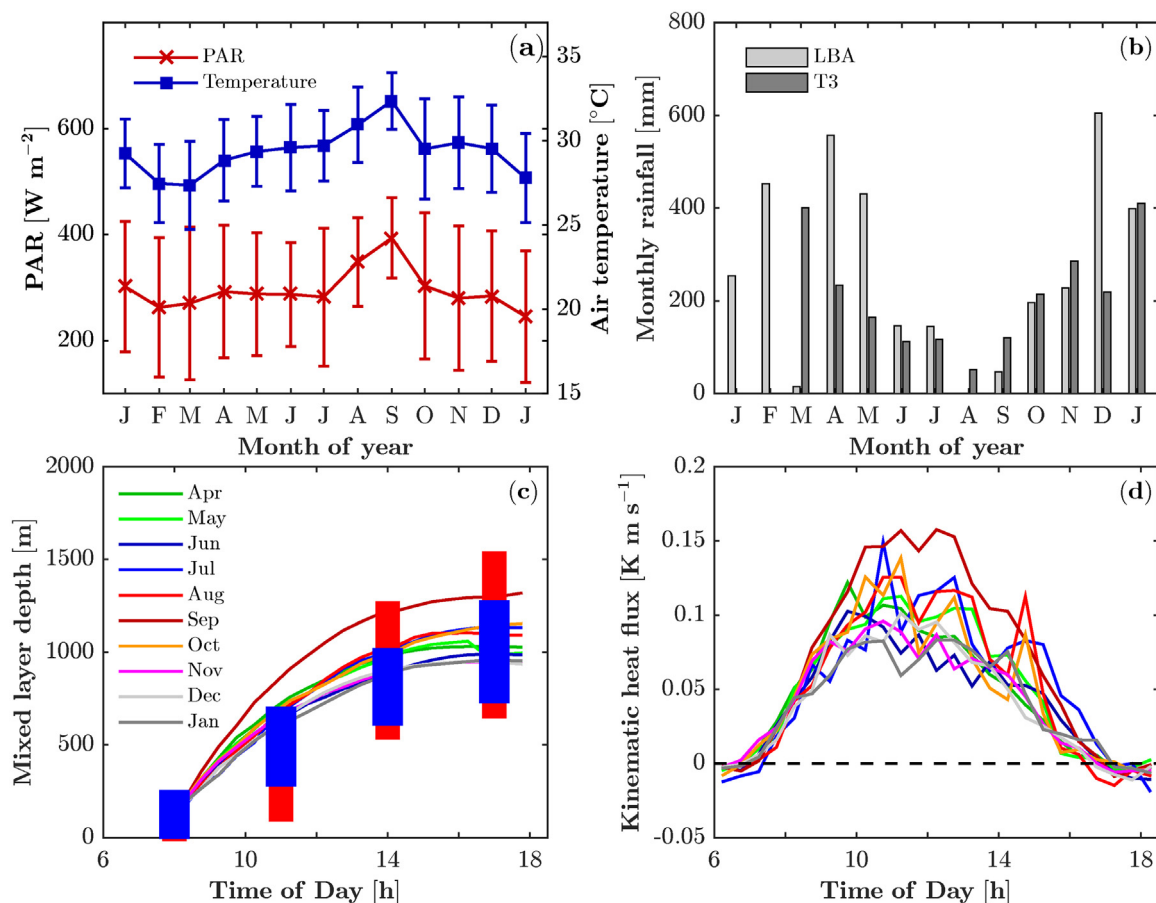 (a)
PAR
Temperature
PAR [W m⁻²]
600
400
200
35
30
25
20
15
Air temperature [°C]
J F M A M J J A S O N D J
Month of year
(b)
LBA
T3
Monthly rainfall [mm]
800
600
400
200
0
J F M A M J J A S O N D J
Month of year
(c)
Apr
May
Jun
Jul
Aug
Sep
Oct
Nov
Dec
Jan
Mixed layer depth [m]
2000
1500
1000
500
0
6 10 14 18
Time of Day [h]
(d)
Kinematic heat flux [K m s⁻¹]
0.2
0.15
0.1
0.05
0
-0.05
6 10 14 18
Time of Day [h]